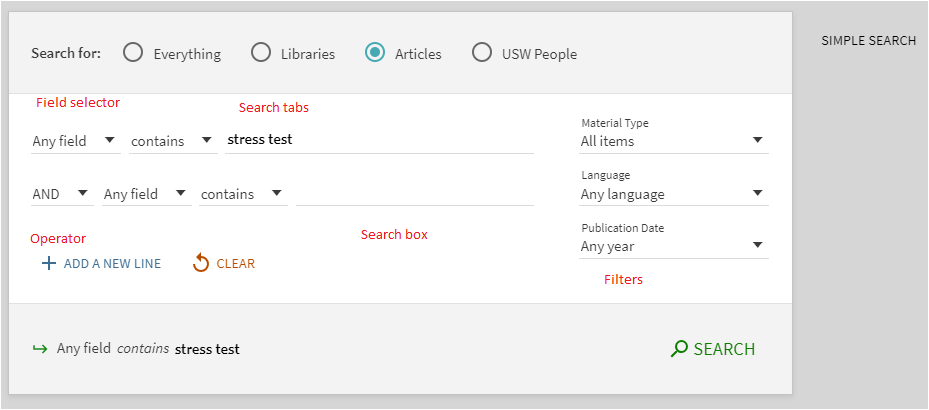 Search for: Everything Libraries Articles USW People
SIMPLE SEARCH
Field selector Search tabs
Any field contains stress test
Material Type
All items
AND Any field contains
Language
Any language
Operator Search box
Publication Date
Any year
ADD A NEW LINE CLEAR
Filters
Any field contains stress test
SEARCH